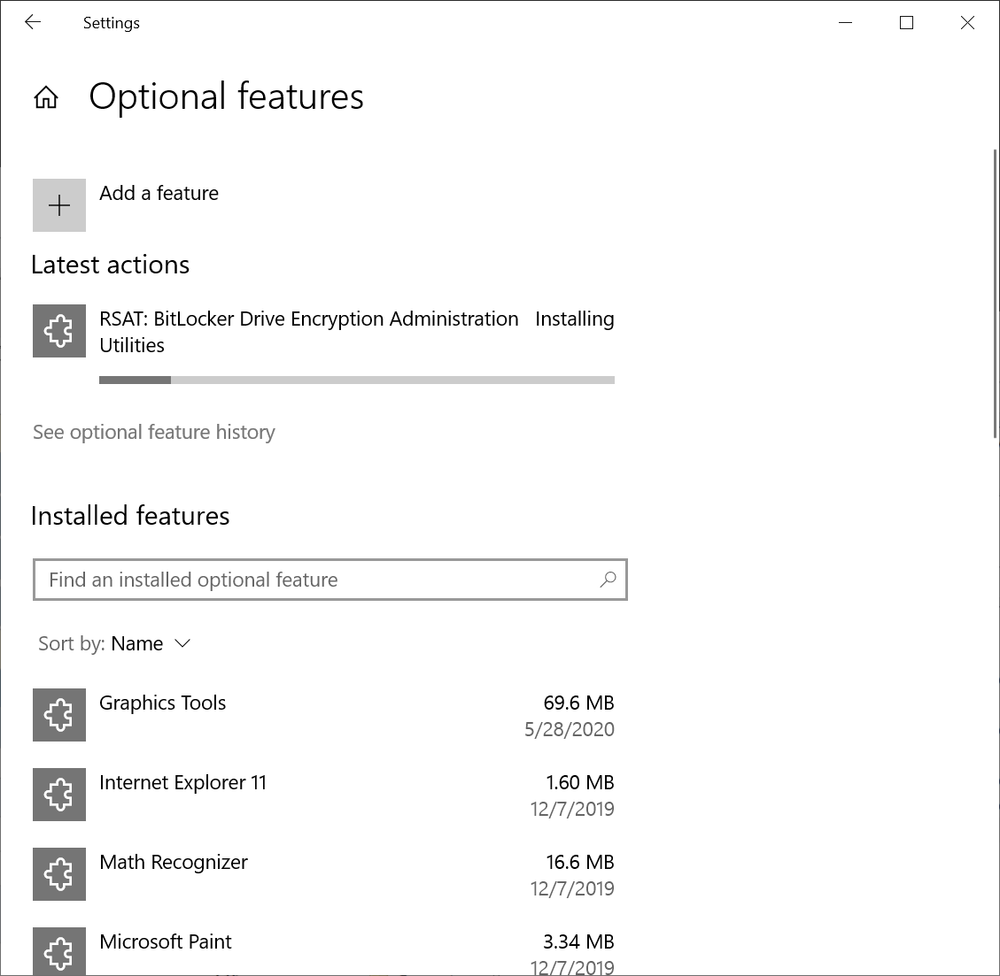 Settings
Optional features
Add a feature
Latest actions
RSAT: BitLocker Drive Encryption Administration Installing
Utilities
See optional feature history
Installed features
Find an installed optional feature
Sort by: Name
Graphics Tools 69.6 MB
5/28/2020
Internet Explorer 11 1.60 MB
12/7/2019
Math Recognizer 16.6 MB
12/7/2019
Microsoft Paint 3.34 MB
12/7/2019